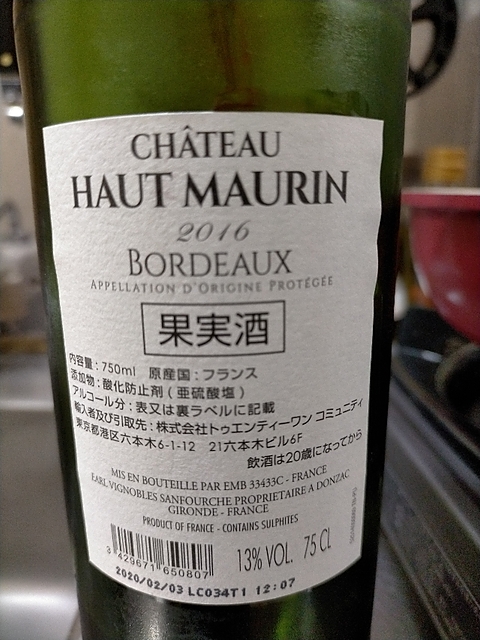 CHÂTEAU
HAUT MAURIN
2016
BORDEAUX
APPELLATION D'ORIGINE PROTÉGÉE
果実酒
内容量:750ml 原産国:フランス
添加物:酸化防止剤(亜硫酸塩)
アルコール分:表又は裏ラベルに記載
輸入者及び引取先:株式会社トゥエンティーワン コミュニティ
東京都港区六本木6-1-12 21六本木ビル6F
飲酒は20歳になってから
MIS EN BOUTEILLE PAR EMB 33433C - FRANCE
EARL VIGNOBLES SANFOURCHE PROPRIETAIRE A DONZAC
GIRONDE - FRANCE
PRODUCT OF FRANCE - CONTAINS SULPHITES
13% VOL. 75 CL
3 429671 650807
2020/02/03 LC034T1 12:07